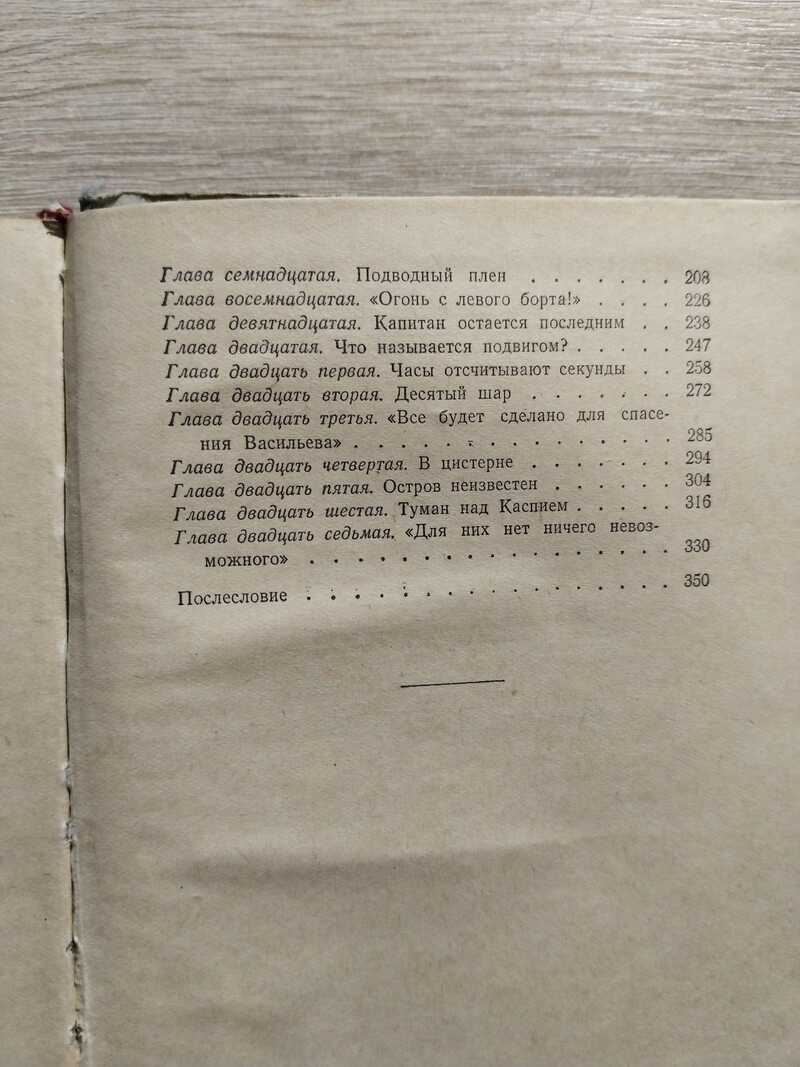 Глава семнадцатая. Подводный плен . . . . . . . 208
Глава восемнадцатая. «Огонь с левого борта!» . . . . 226
Глава девятнадцатая. Капитан остается последним . . 238
Глава двадцатая. Что называется подвигом? . . . . . 247
Глава двадцать первая. Часы отсчитывают секунды . . 258
Глава двадцать вторая. Десятый шар . . . . . . . 272
Глава двадцать третья. «Все будет сделано для спасе-
ния Васильева» . . . . . . . . . . . . . . 285
Глава двадцать четвертая. В цистерне . . . . . . . 294
Глава двадцать пятая. Остров неизвестен . . . . . . 304
Глава двадцать шестая. Туман над Каспием . . . . . 316
Глава двадцать седьмая. «Для них нет ничего невоз-
можного» . . . . . . . . . . . . . . . . 330
Послесловие . . . . . . . . . . . . . . . . 350